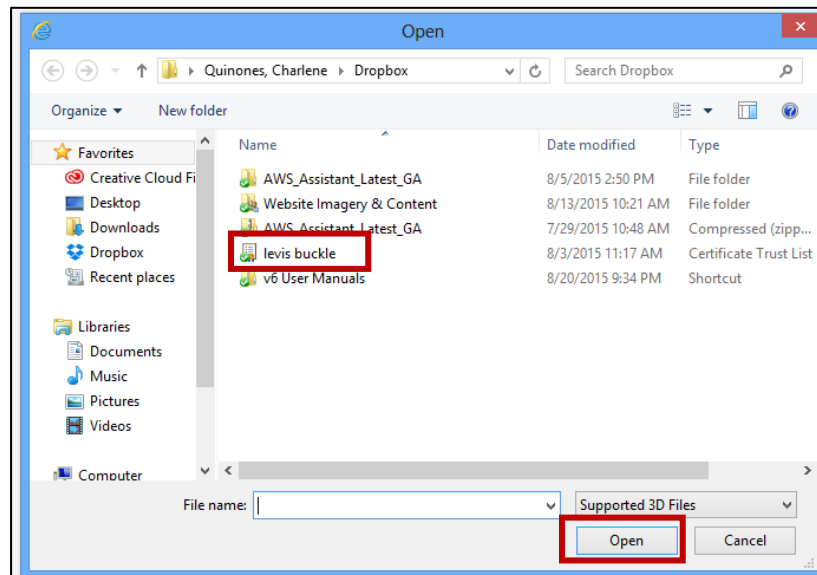 Open
Quinones, Charlene Dropbox
Search Dropbox
Organize
New folder
Name Date modified Type
Favorites
Creative Cloud Fi
Desktop
Downloads
Dropbox
Recent places
Libraries
Documents
Music
Pictures
Videos
Computer
AWS_Assistant_Latest_GA 8/5/2015 2:50 PM File folder
Website Imagery & Content 8/13/2015 10:21 AM File folder
AWS_Assistant_Latest_GA 7/29/2015 10:48 AM Compressed (zipp...
levis buckle 8/3/2015 11:17 AM Certificate Trust List
v6 User Manuals 8/20/2015 9:34 PM Shortcut
File name:
Supported 3D Files
Open
Cancel